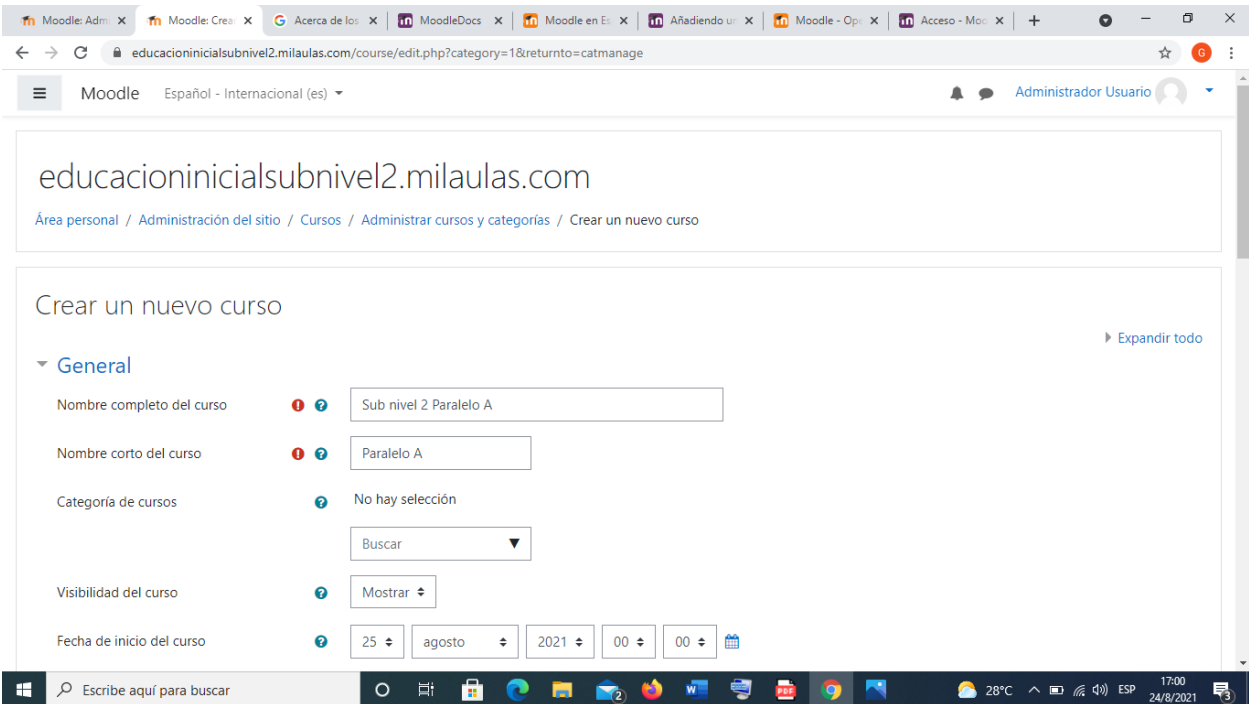 Moodle: Adm
Moodle: Crea
Acerca de los
MoodleDocs
Moodle en Es
Añadiendo un
Moodle - Ope
Acceso - Moo
educacioninicialsubnivel2.milaulas.com/course/edit.php?category=1&returnto=catmanage
G
Moodle Español - Internacional (es)
Administrador Usuario
educacioninicialsubnivel2.milaulas.com
Área personal / Administración del sitio / Cursos / Administrar cursos y categorías / Crear un nuevo curso
Crear un nuevo curso
Expandir todo
General
Nombre completo del curso Sub nivel 2 Paralelo A
Nombre corto del curso Paralelo A
Categoría de cursos No hay selección
Buscar
Visibilidad del curso Mostrar
Fecha de inicio del curso 25 agosto 2021 00 00
Escribe aquí para buscar
2
W
PDF
28°C
ESP
17:00
24/8/2021
3